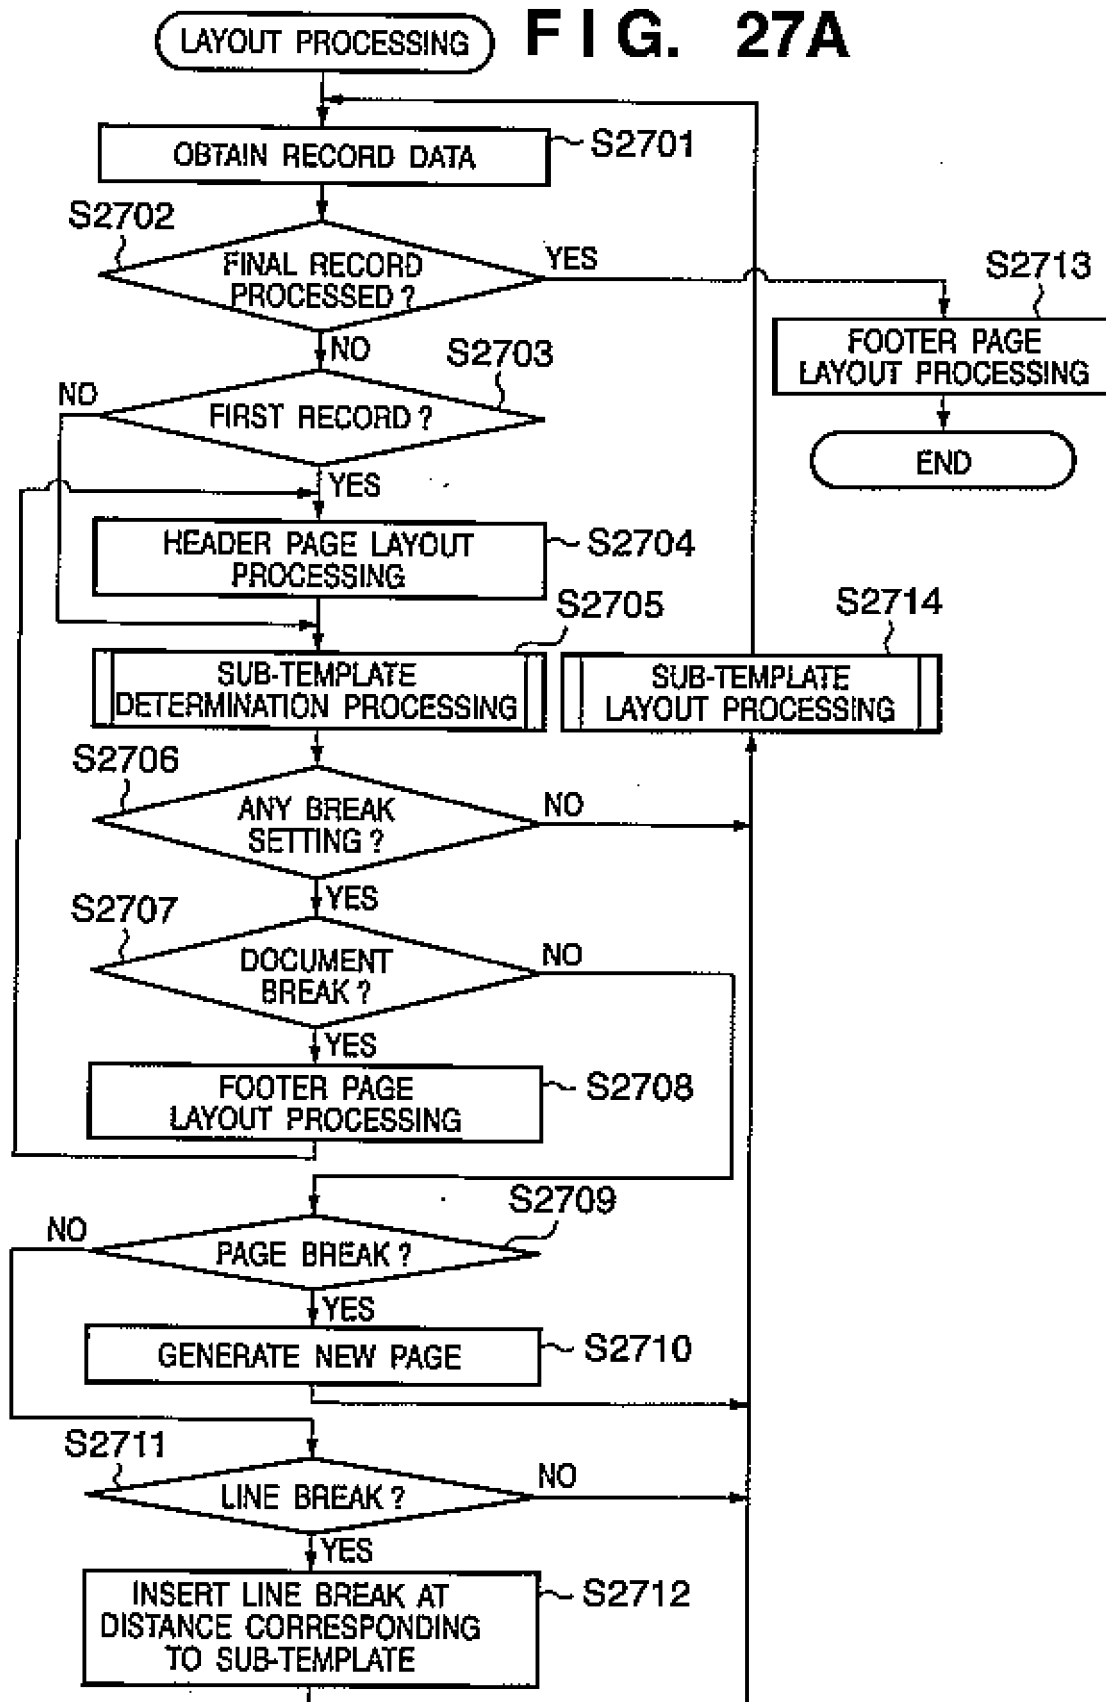 LAYOUT PROCESSING
FIG. 27A
OBTAIN RECORD DATA
S2701
S2702
FINAL RECORD
PROCESSED ?
YES
NO
S2713
FOOTER PAGE
LAYOUT PROCESSING
END
S2703
NO
FIRST RECORD ?
YES
HEADER PAGE LAYOUT
PROCESSING
S2704
S2705
SUB-TEMPLATE
DETERMINATION PROCESSING
S2714
SUB-TEMPLATE
LAYOUT PROCESSING
S2706
ANY BREAK
SETTING ?
NO
YES
S2707
DOCUMENT
BREAK ?
NO
YES
FOOTER PAGE
LAYOUT PROCESSING
S2708
S2709
NO
PAGE BREAK ?
YES
GENERATE NEW PAGE
S2710
S2711
LINE BREAK ?
NO
YES
INSERT LINE BREAK AT
DISTANCE CORRESPONDING
TO SUB-TEMPLATE
S2712